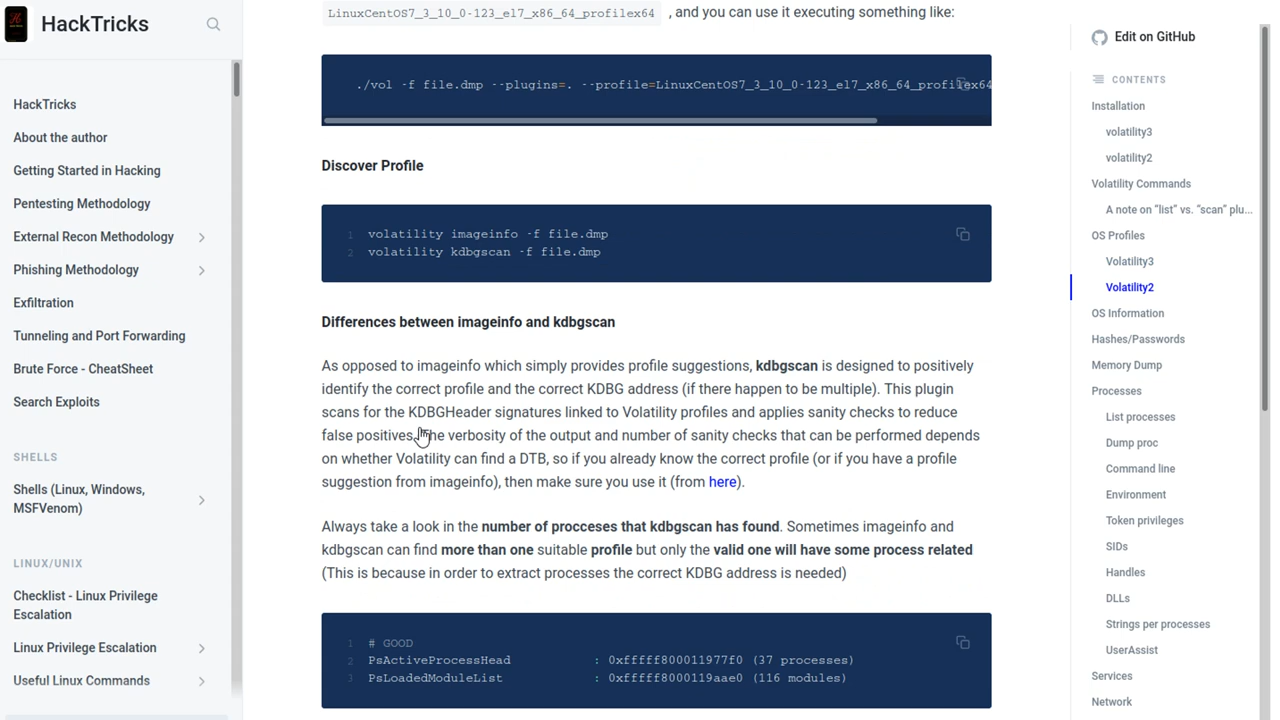 HackTricks
HackTricks
About the author
Getting Started in Hacking
Pentesting Methodology
External Recon Methodology
Phishing Methodology
Exfiltration
Tunneling and Port Forwarding
Brute Force - CheatSheet
Search Exploits
SHELLS
Shells (Linux, Windows,
MSFVenom)
LINUX/UNIX
Checklist - Linux Privilege
Escalation
Linux Privilege Escalation
Useful Linux Commands
LinuxCentOS7_3_10_0-123_el7_x86_64_profilex64 , and you can use it executing something like:
./vol -f file.dmp --plugins=. --profile=LinuxCentOS7_3_10_0-123_el7_x86_64_profilex64
Discover Profile
1 volatility imageinfo -f file.dmp
2 volatility kdbgscan -f file.dmp
Differences between imageinfo and kdbgscan
As opposed to imageinfo which simply provides profile suggestions, kdbgscan is designed to positively
identify the correct profile and the correct KDBG address (if there happen to be multiple). This plugin
scans for the KDBGHeader signatures linked to Volatility profiles and applies sanity checks to reduce
false positives. The verbosity of the output and number of sanity checks that can be performed depends
on whether Volatility can find a DTB, so if you already know the correct profile (or if you have a profile
suggestion from imageinfo), then make sure you use it (from here).
Always take a look in the number of procceses that kdbgscan has found. Sometimes imageinfo and
kdbgscan can find more than one suitable profile but only the valid one will have some process related
(This is because in order to extract processes the correct KDBG address is needed)
1 # GOOD
2 PsActiveProcessHead : 0xfffff800011977f0 (37 processes)
3 PsLoadedModuleList : 0xfffff8000119aae0 (116 modules)
Edit on GitHub
CONTENTS
Installation
volatility3
volatility2
Volatility Commands
A note on “list” vs. “scan” plu...
OS Profiles
Volatility3
Volatility2
OS Information
Hashes/Passwords
Memory Dump
Processes
List processes
Dump proc
Command line
Environment
Token privileges
SIDs
Handles
DLLs
Strings per processes
UserAssist
Services
Network